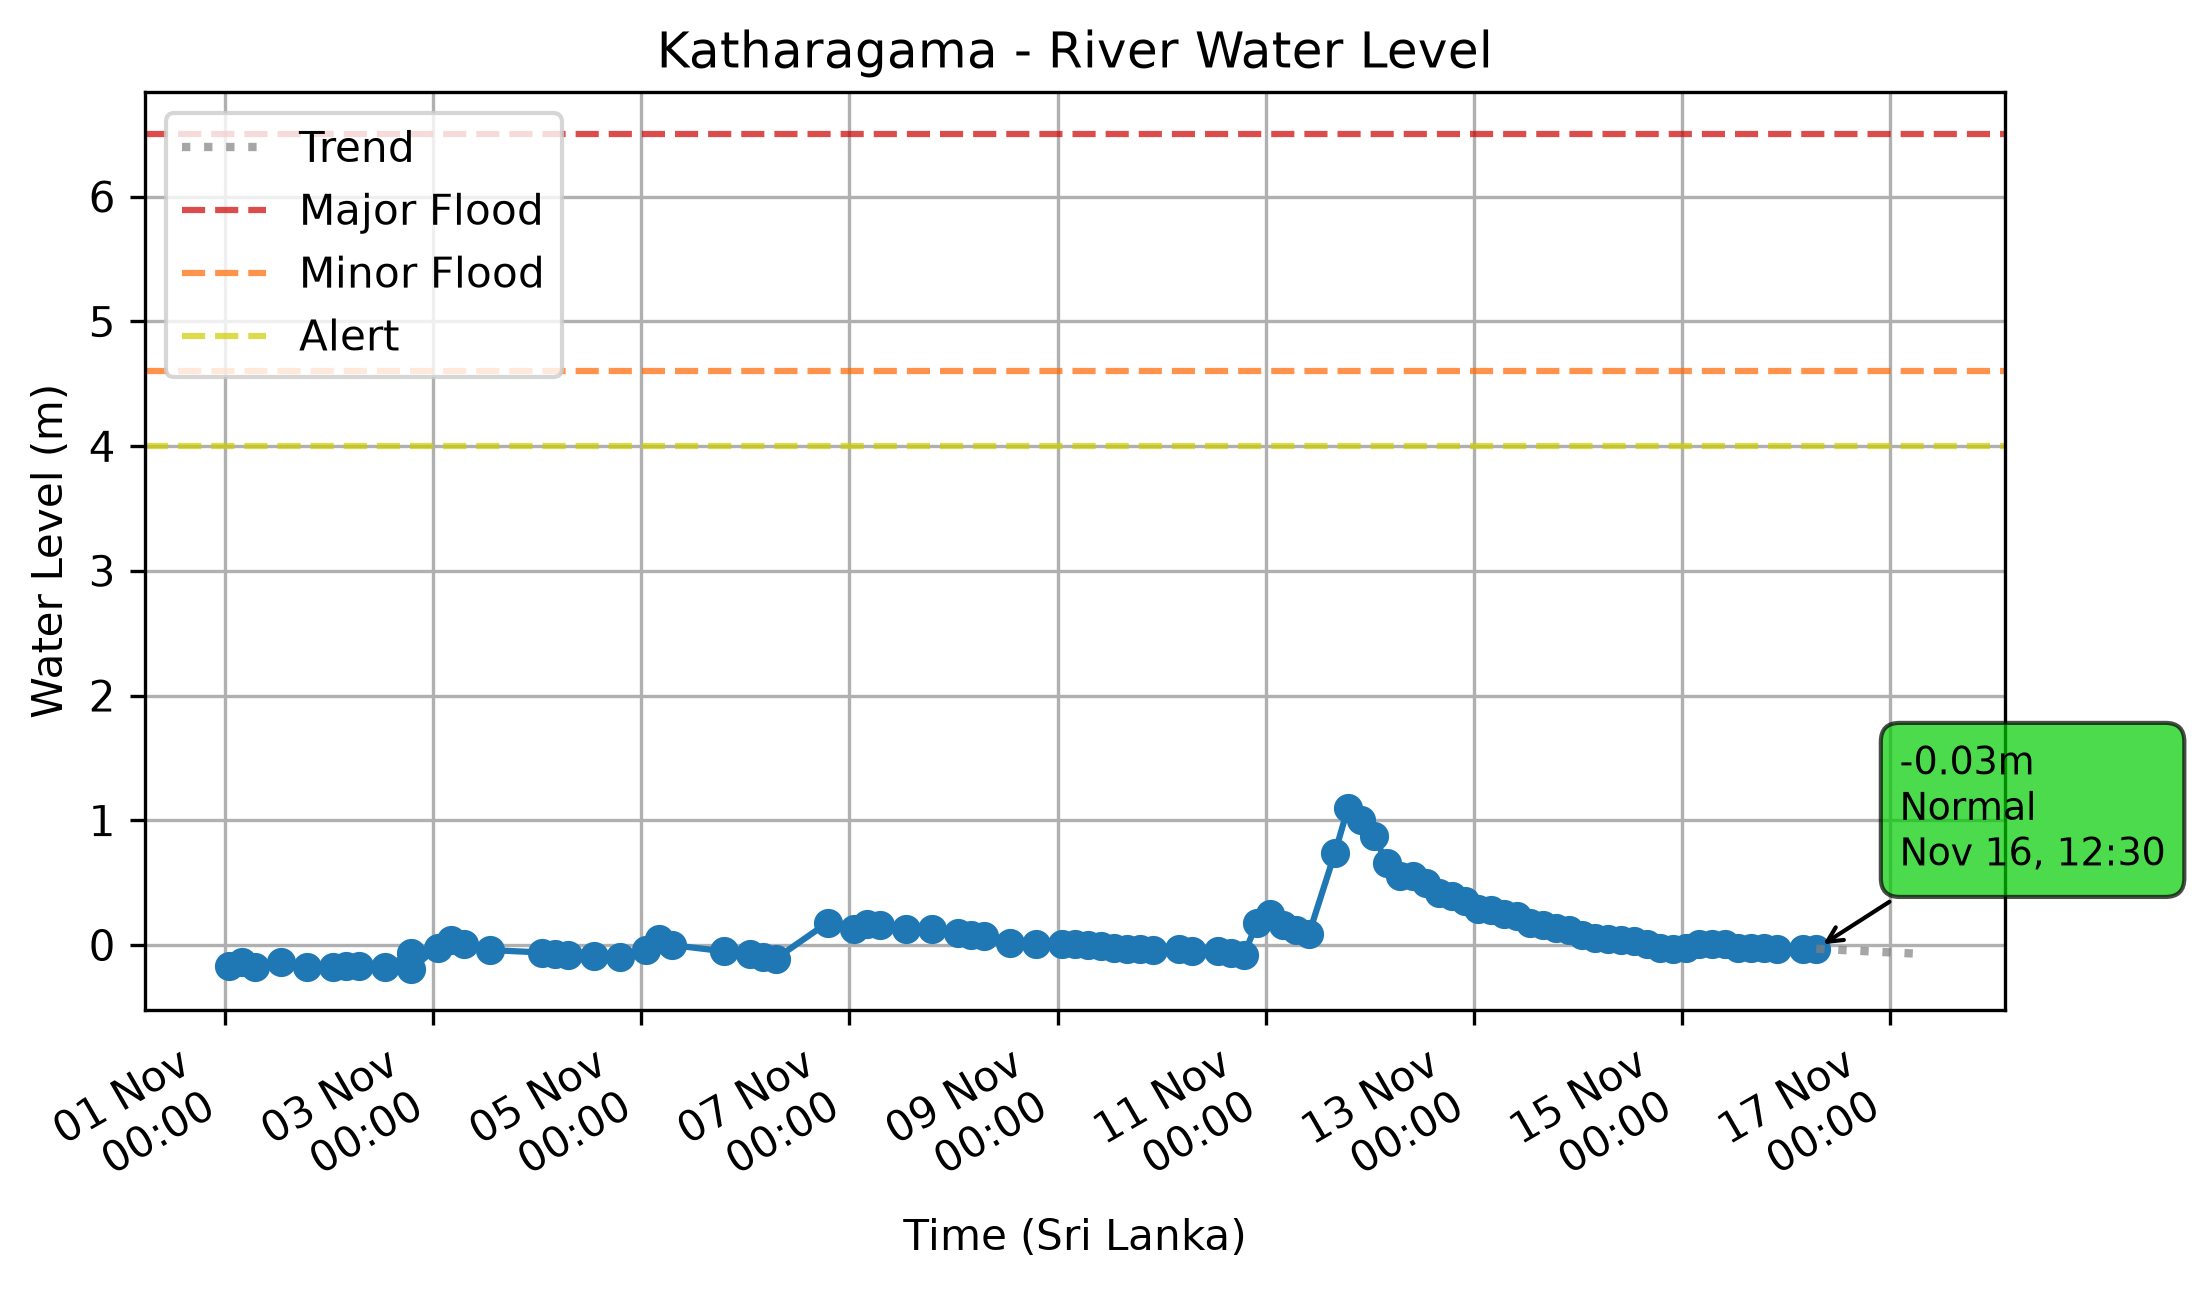 Katharagama - River Water Level
Trend
Major Flood
Minor Flood
Alert
6
5
4
3
2
1
0
Water Level (m)
-0.03m
Normal
Nov 16, 12:30
01 Nov
00:00
03 Nov
00:00
05 Nov
00:00
07 Nov
00:00
09 Nov
00:00
11 Nov
00:00
13 Nov
00:00
15 Nov
00:00
17 Nov
00:00
Time (Sri Lanka)